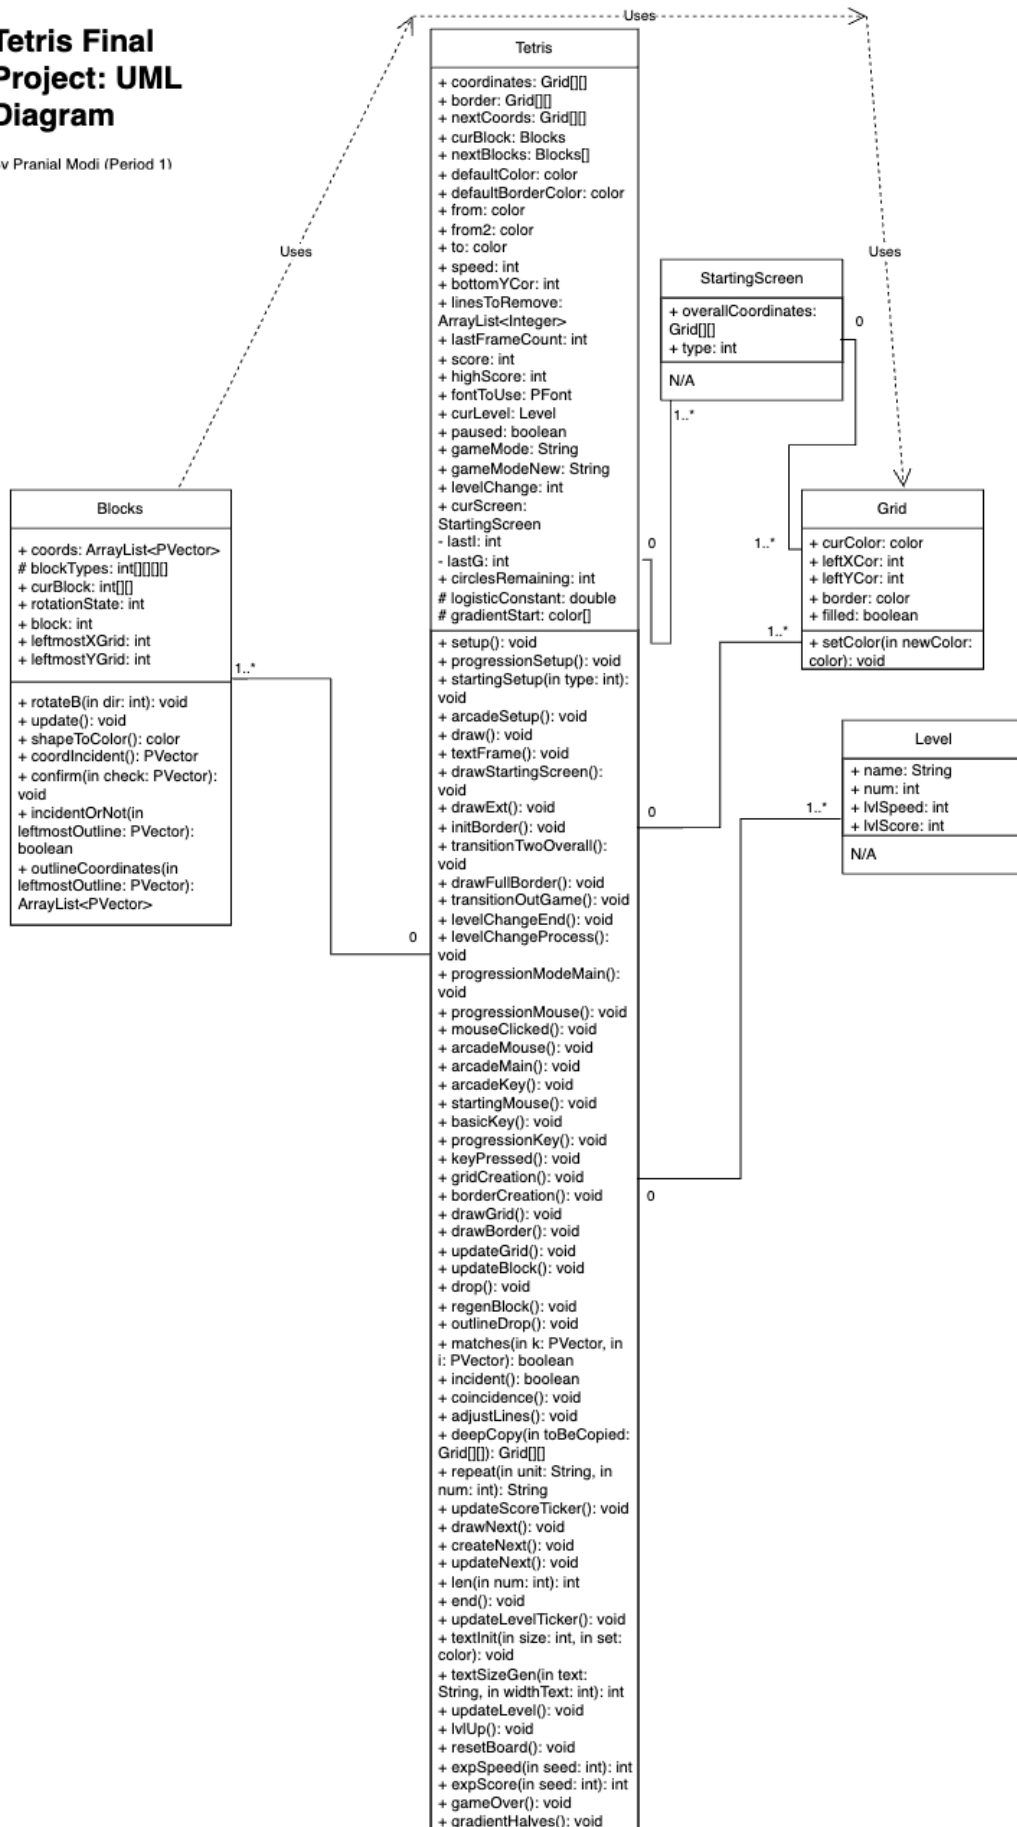 Tetris Final
Project: UML
Diagram
By Pranial Modi (Period 1)
Uses
Uses
Uses
Tetris
+ coordinates: Grid[][]
+ border: Grid[][]
+ nextCoords: Grid[][]
+ curBlock: Blocks
+ nextBlocks: Blocks[]
+ defaultColor: color
+ defaultBorderColor: color
+ from: color
+ from2: color
+ to: color
+ speed: int
+ bottomYCor: int
+ linesToRemove:
ArrayList<Integer>
+ lastFrameCount: int
+ score: int
+ highScore: int
+ fontToUse: PFont
+ curLevel: Level
+ paused: boolean
+ gameMode: String
+ gameModeNew: String
+ levelChange: int
+ curScreen:
StartingScreen
- lastI: int
- lastG: int
+ circlesRemaining: int
# logisticConstant: double
# gradientStart: color[]
+ setup(): void
+ progressionSetup(): void
+ startingSetup(in type: int):
void
+ arcadeSetup(): void
+ draw(): void
+ textFrame(): void
+ drawStartingScreen():
void
+ drawExt(): void
+ initBorder(): void
+ transitionTwoOverall():
void
+ drawFullBorder(): void
+ transitionOutGame(): void
+ levelChangeEnd(): void
+ levelChangeProcess():
void
+ progressionModeMain():
void
+ progressionMouse(): void
+ mouseClicked(): void
+ arcadeMouse(): void
+ arcadeMain(): void
+ arcadeKey(): void
+ startingMouse(): void
+ basicKey(): void
+ progressionKey(): void
+ keyPressed(): void
+ gridCreation(): void
+ borderCreation(): void
+ drawGrid(): void
+ drawBorder(): void
+ updateGrid(): void
+ updateBlock(): void
+ drop(): void
+ regenBlock(): void
+ outlineDrop(): void
+ matches(in k: PVector, in
i: PVector): boolean
+ incident(): boolean
+ coincidence(): void
+ adjustLines(): void
+ deepCopy(in toBeCopied:
Grid[][]): Grid[][]
+ repeat(in unit: String, in
num: int): String
+ updateScoreTicker(): void
+ drawNext(): void
+ createNext(): void
+ updateNext(): void
+ len(in num: int): int
+ end(): void
+ updateLevelTicker(): void
+ textInit(in size: int, in set:
color): void
+ textSizeGen(in text:
String, in widthText: int): int
+ updateLevel(): void
+ lvlUp(): void
+ resetBoard(): void
+ expSpeed(in seed: int): int
+ expScore(in seed: int): int
+ gameOver(): void
+ gradientHalves(): void
StartingScreen
+ overallCoordinates:
Grid[][]
+ type: int
N/A
0
1..*
Blocks
+ coords: ArrayList<PVector>
# blockTypes: int[][][][]
+ curBlock: int[][]
+ rotationState: int
+ block: int
+ leftmostXGrid: int
+ leftmostYGrid: int
+ rotateB(in dir: int): void
+ update(): void
+ shapeToColor(): color
+ coordIncident(): PVector
+ confirm(in check: PVector):
void
+ incidentOrNot(in
leftmostOutline: PVector):
boolean
+ outlineCoordinates(in
leftmostOutline: PVector):
ArrayList<PVector>
1..*
0
Grid
+ curColor: color
+ leftXCor: int
+ leftYCor: int
+ border: color
+ filled: boolean
+ setColor(in newColor:
color): void
0
1..*
1..*
0
Level
+ name: String
+ num: int
+ lvlSpeed: int
+ lvlScore: int
N/A
1..*
0